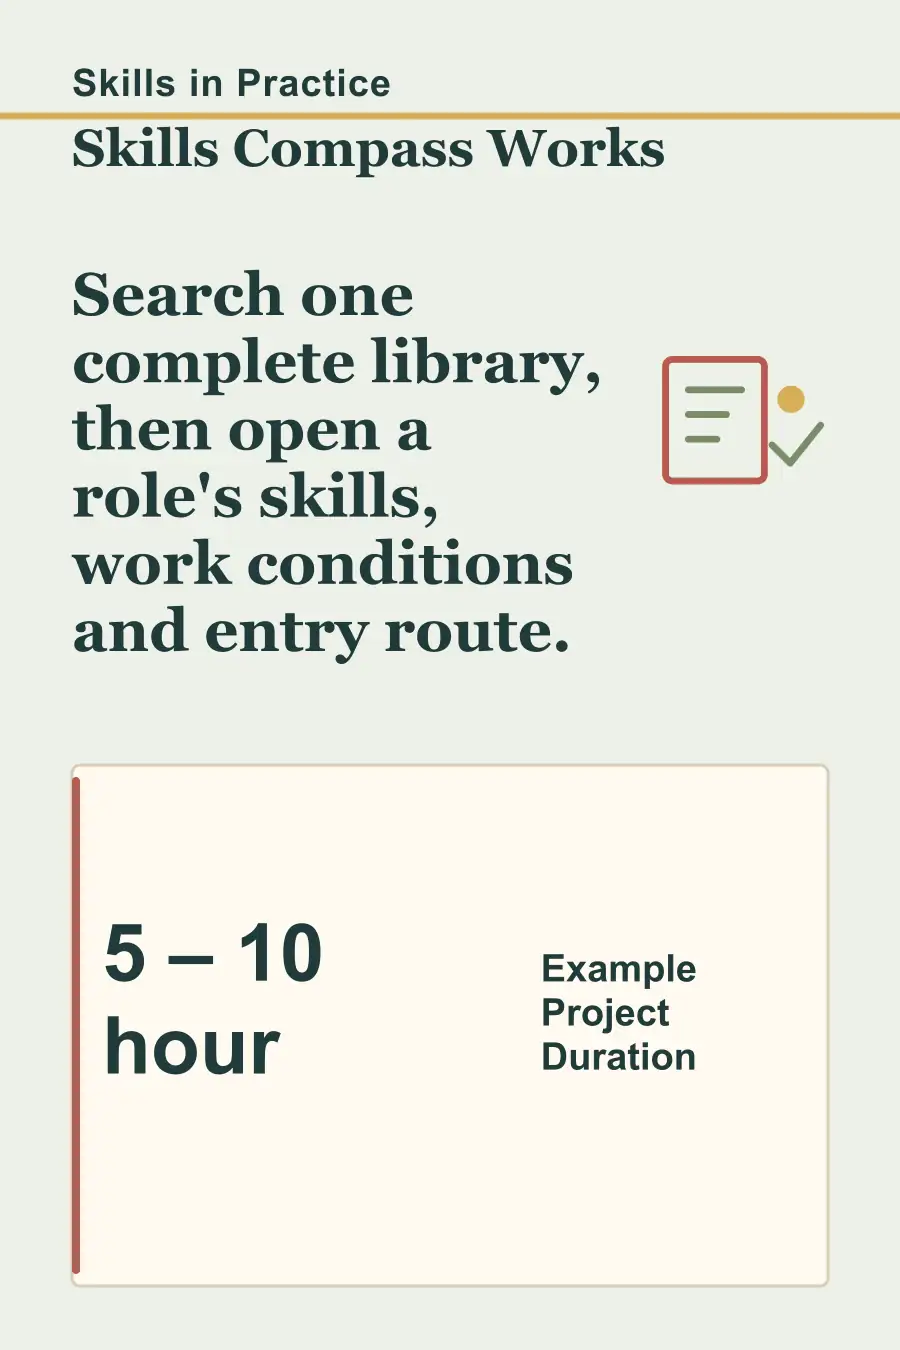 Skills in Practice
Skills Compass Works
Search one
complete library,
then open a
role's skills,
work conditions
and entry route.
5 – 10
hour
Example
Project
Duration